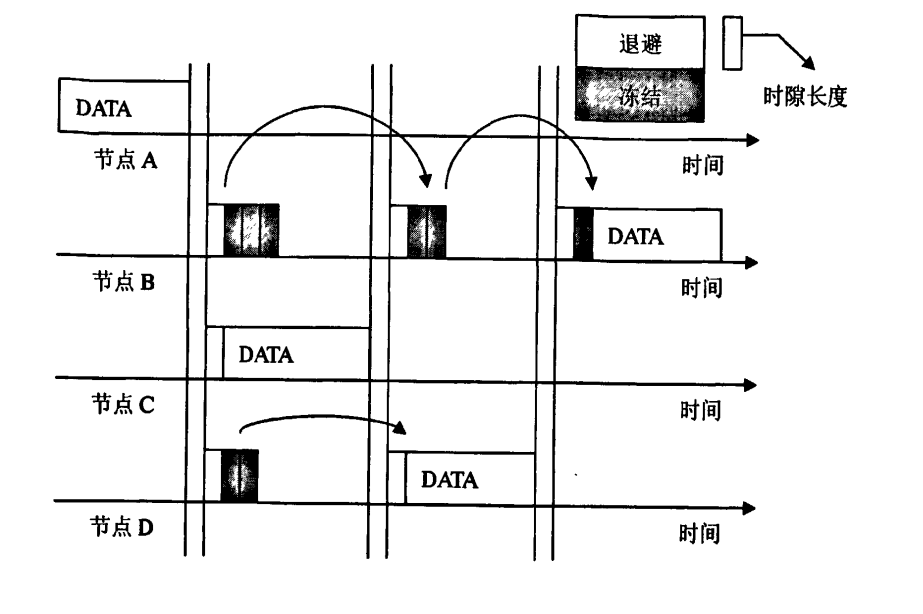 退避
冻结
时隙长度
DATA
节点 A
时间
DATA
节点 B
时间
DATA
节点 C
时间
DATA
节点 D
时间